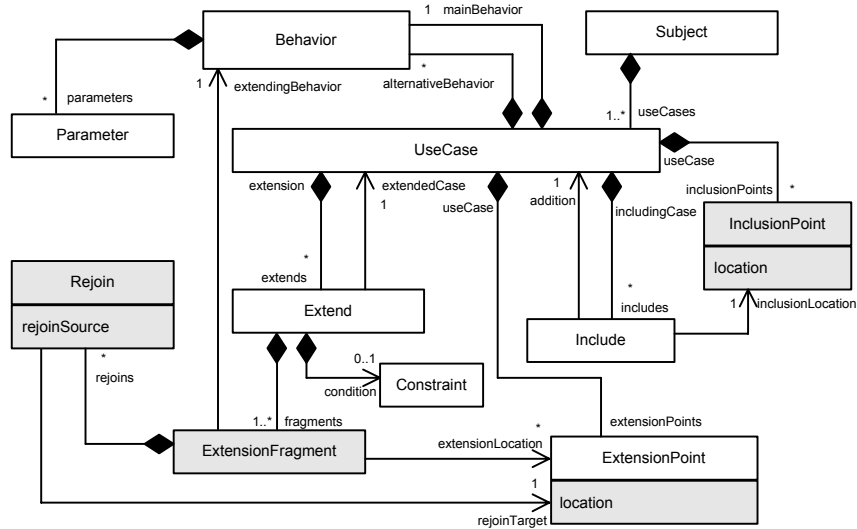 1 mainBehavior
Behavior
Subject
*
alternativeBehavior
1 extendingBehavior
* parameters
1..* useCases
Parameter
UseCase
useCase
extension
extendedCase
1
useCase
1
addition
includingCase
inclusionPoints *
InclusionPoint
location
*
extends
Rejoin
rejoinSource
*
includes
1 inclusionLocation
Extend
Include
*
rejoins
0..1
condition
Constraint
1..* fragments
extensionPoints
*
extensionLocation
ExtensionFragment
ExtensionPoint
1
location
rejoinTarget